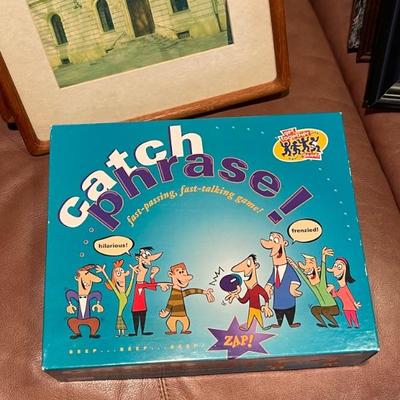 catch
phrase!
fast-passing, fast-talking game!
hilarious!
frenzied!
BEEP...BEEP...BEEP!
ZAP!